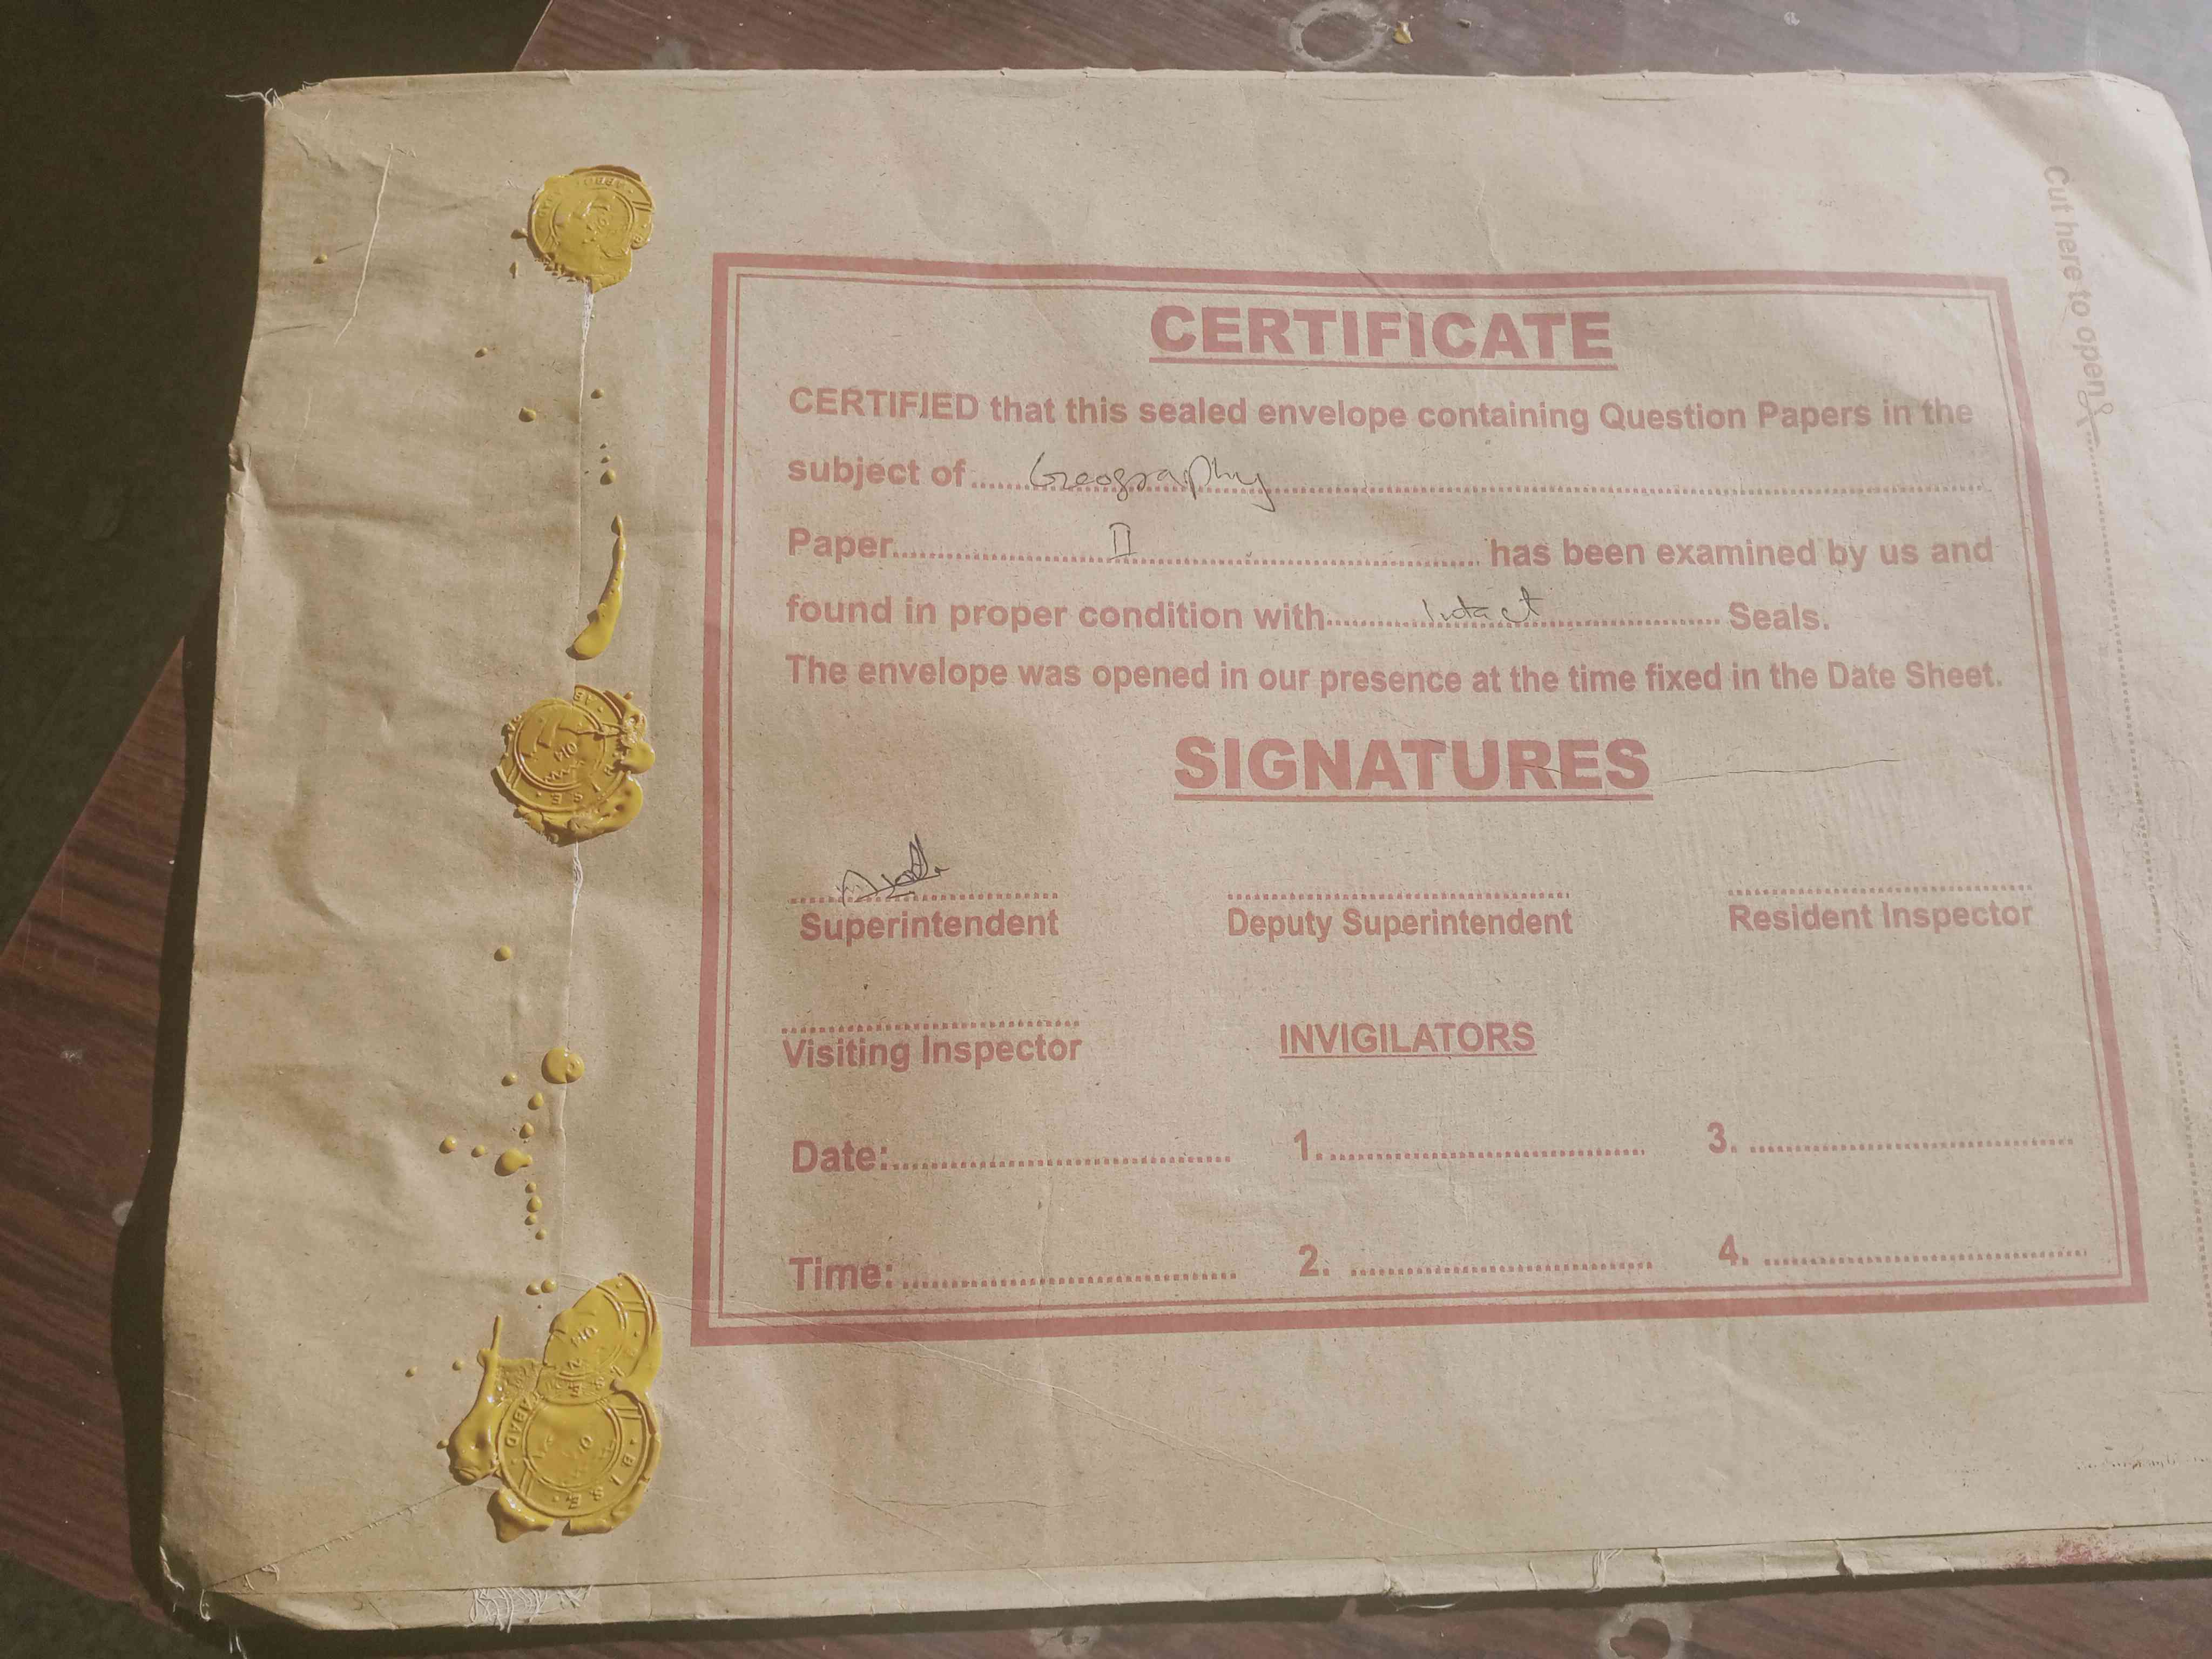 CERTIFICATE
CERTIFIED that this sealed envelope containing Question Papers in the
subject of Geography
Paper II has been examined by us and
found in proper condition with Intact Seals.
The envelope was opened in our presence at the time fixed in the Date Sheet.
SIGNATURES
Superintendent Deputy Superintendent Resident Inspector
Visiting Inspector INVIGILATORS
Date: 1. 3.
Time: 2. 4.
Cut here to open
B.I.S.E. ABAD